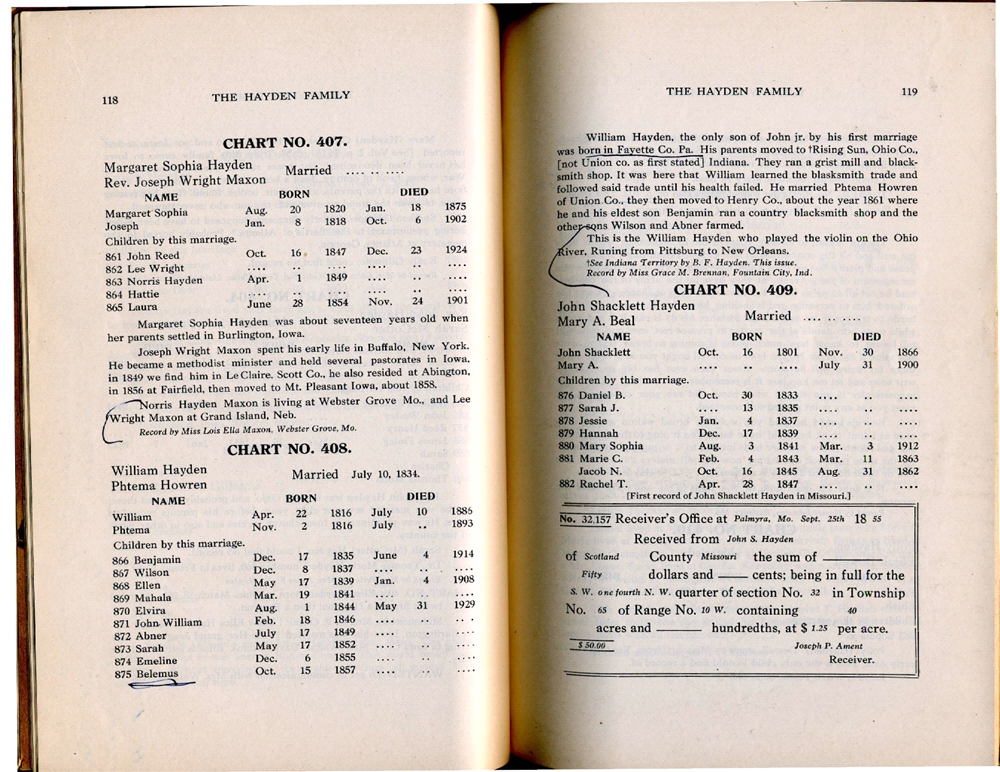 118 THE HAYDEN FAMILY
CHART NO. 407.
Margaret Sophia Hayden
Rev. Joseph Wright Maxon
Married .... .. ....
NAME BORN DIED
Margaret Sophia Aug. 20 1820 Jan. 18 1875
Joseph Jan. 8 1818 Oct. 6 1902
Children by this marriage.
861 John Reed Oct. 16 1847 Dec. 23 1924
862 Lee Wright .... .. .... .... .. ....
863 Norris Hayden Apr. 1 1849 .... .. ....
864 Hattie .... .. .... .... .. ....
865 Laura June 28 1854 Nov. 24 1901
Margaret Sophia Hayden was about seventeen years old when
her parents settled in Burlington, Iowa.
Joseph Wright Maxon spent his early life in Buffalo, New York.
He became a methodist minister and held several pastorates in Iowa,
in 1849 we find him in Le Claire. Scott Co., he also resided at Abington,
in 1856 at Fairfield, then moved to Mt. Pleasant Iowa, about 1858.
Norris Hayden Maxon is living at Webster Grove Mo., and Lee
Wright Maxon at Grand Island, Neb.
Record by Miss Lois Ella Maxon, Webster Grove, Mo.
CHART NO. 408.
William Hayden
Phtema Howren
Married July 10, 1834.
NAME BORN DIED
William Apr. 22 1816 July 10 1886
Phtema Nov. 2 1816 July .. 1893
Children by this marriage.
866 Benjamin Dec. 17 1835 June 4 1914
867 Wilson Dec. 8 1837 .... .. ....
868 Ellen May 17 1839 Jan. 4 1908
869 Mahala Mar. 19 1841 .... .. ....
870 Elvira Aug. 1 1844 May 31 1929
871 John William Feb. 18 1846 .... .. ....
872 Abner July 17 1849 .... .. ....
873 Sarah May 17 1852 .... .. ....
874 Emeline Dec. 6 1855 .... .. ....
875 Belemus Oct. 15 1857 .... .. ....
THE HAYDEN FAMILY 119
William Hayden, the only son of John jr. by his first marriage
was born in Fayette Co. Pa. His parents moved to †Rising Sun, Ohio Co.,
[not Union co. as first stated] Indiana. They ran a grist mill and black-
smith shop. It was here that William learned the blasksmith trade and
followed said trade until his health failed. He married Phtema Howren
of Union Co., they then moved to Henry Co., about the year 1861 where
he and his eldest son Benjamin ran a country blacksmith shop and the
other sons Wilson and Abner farmed.
This is the William Hayden who played the violin on the Ohio
River, Runing from Pittsburg to New Orleans.
†See Indiana Territory by B. F. Hayden. This issue.
Record by Miss Grace M. Brennan, Fountain City, Ind.
CHART NO. 409.
John Shacklett Hayden
Mary A. Beal
Married .... .. ....
NAME BORN DIED
John Shacklett Oct. 16 1801 Nov. 30 1866
Mary A. .... .. .... July 31 1900
Children by this marriage.
876 Daniel B. Oct. 30 1833 .... .. ....
877 Sarah J. .... 13 1835 .... .. ....
878 Jessie Jan. 4 1837 .... .. ....
879 Hannah Dec. 17 1839 .... .. ....
880 Mary Sophia Aug. 3 1841 Mar. 3 1912
881 Marie C. Feb. 4 1843 Mar. 11 1863
Jacob N. Oct. 16 1845 Aug. 31 1862
882 Rachel T. Apr. 28 1847 .... .. ....
[First record of John Shacklett Hayden in Missouri.]
No. 32,157 Receiver's Office at Palmyra, Mo. Sept. 25th 18 55
Received from John S. Hayden
of Scotland County Missouri the sum of ______
Fifty dollars and ____ cents; being in full for the
S. W. one fourth N. W. quarter of section No. 32 in Township
No. 65 of Range No. 10 W. containing 40
acres and ______ hundredths, at $ 1.25 per acre.
$ 50.00 Joseph P. Ament
Receiver.